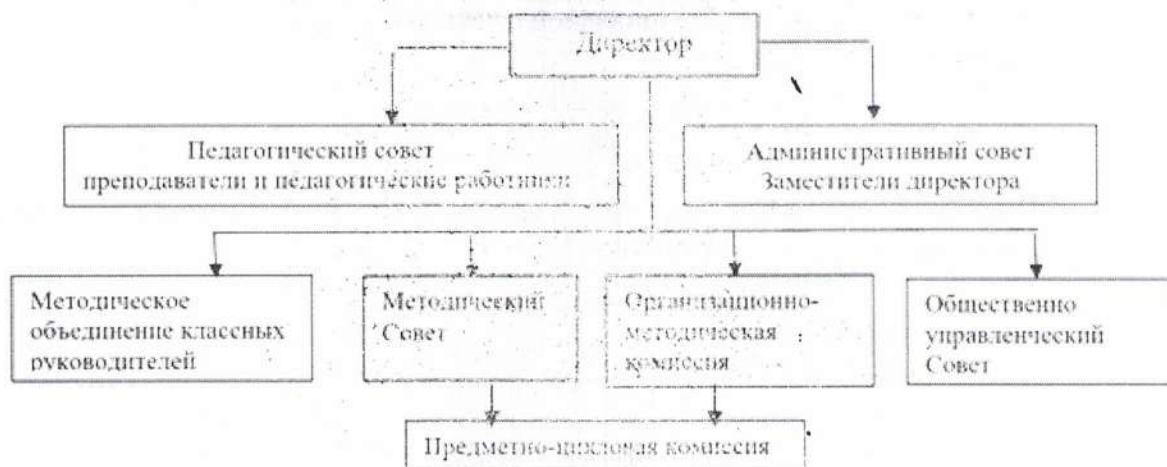 Директор
Педагогический совет
преподаватели и педагогические работники
Административный совет
Заместители директора
Методическое
объединение классных
руководителей
Методический
Совет
Организационно-
методическая
комиссия
Общественно
управленческий
Совет
Предметно-цикловая комиссия